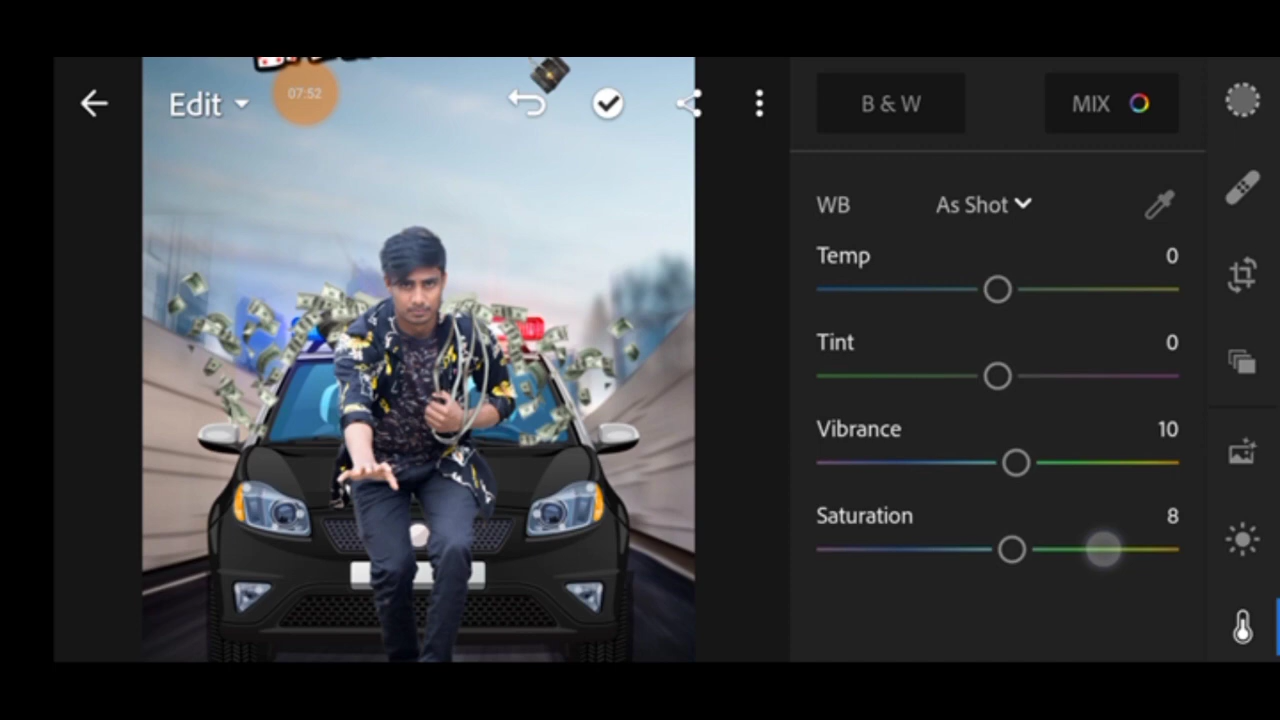 Edit
07:52
B & W
MIX
WB
As Shot
Temp
0
Tint
0
Vibrance
10
Saturation
8